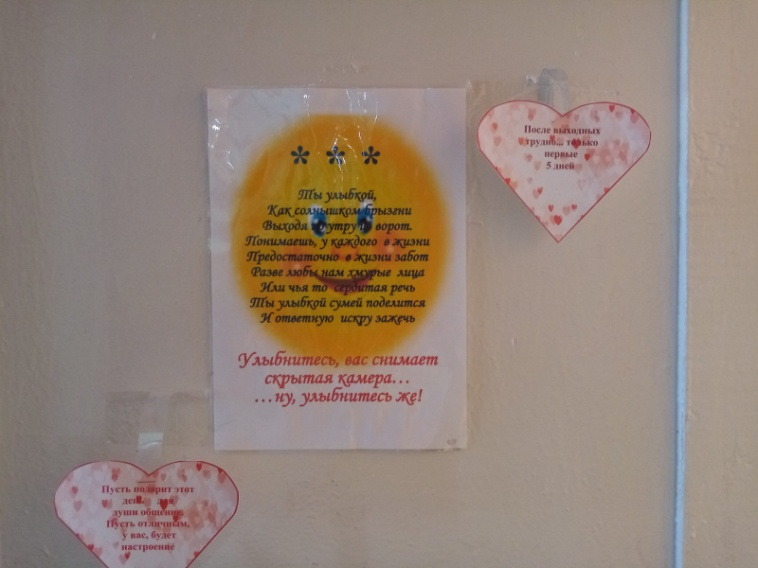 * * *
Ты улыбкой,
Как солнышком брызгни
Выходя поутру из ворот.
Понимаешь, у каждого в жизни
Предостаточно в жизни забот
Разве любы нам хмурые лица
Или чья то сердитая речь
Ты улыбкой сумей поделится
И ответную искру зажечь
Улыбнитесь, вас снимает
скрытая камера...
...ну, улыбнитесь же!
После выходных
трудно... только
первые
5 дней
Пусть подарит этот
день для
души общение.
Пусть отличным,
у вас, будет
настроение